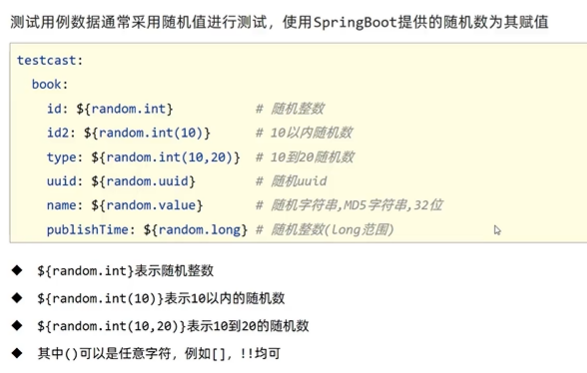 测试用例数据通常采用随机值进行测试，使用SpringBoot提供的随机数为其赋值
testcast:
book:
id: ${random.int} # 随机整数
id2: ${random.int(10)} # 10以内随机数
type: ${random.int(10,20)} # 10到20随机数
uuid: ${random.uuid} # 随机uuid
name: ${random.value} # 随机字符串,MD5字符串,32位
publishTime: ${random.long} # 随机整数(long范围)
◆ ${random.int}表示随机整数
◆ ${random.int(10)}表示10以内的随机数
◆ ${random.int(10,20)}表示10到20的随机数
◆ 其中()可以是任意字符，例如[]，!!均可